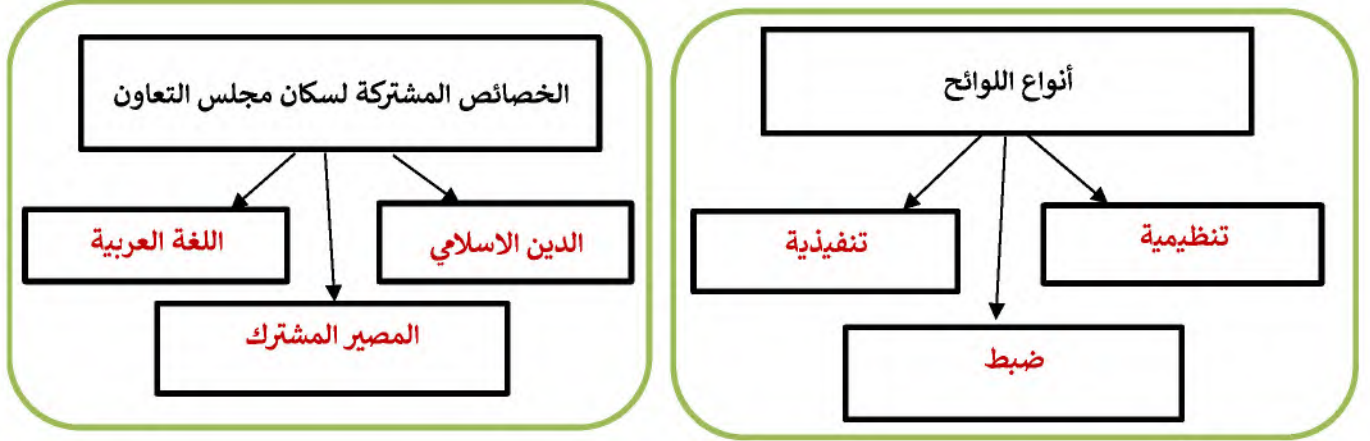 أنواع اللوائح
تنظيمية
تنفيذية
ضبط
الخصائص المشتركة لسكان مجلس التعاون
الدين الاسلامي
اللغة العربية
المصير المشترك